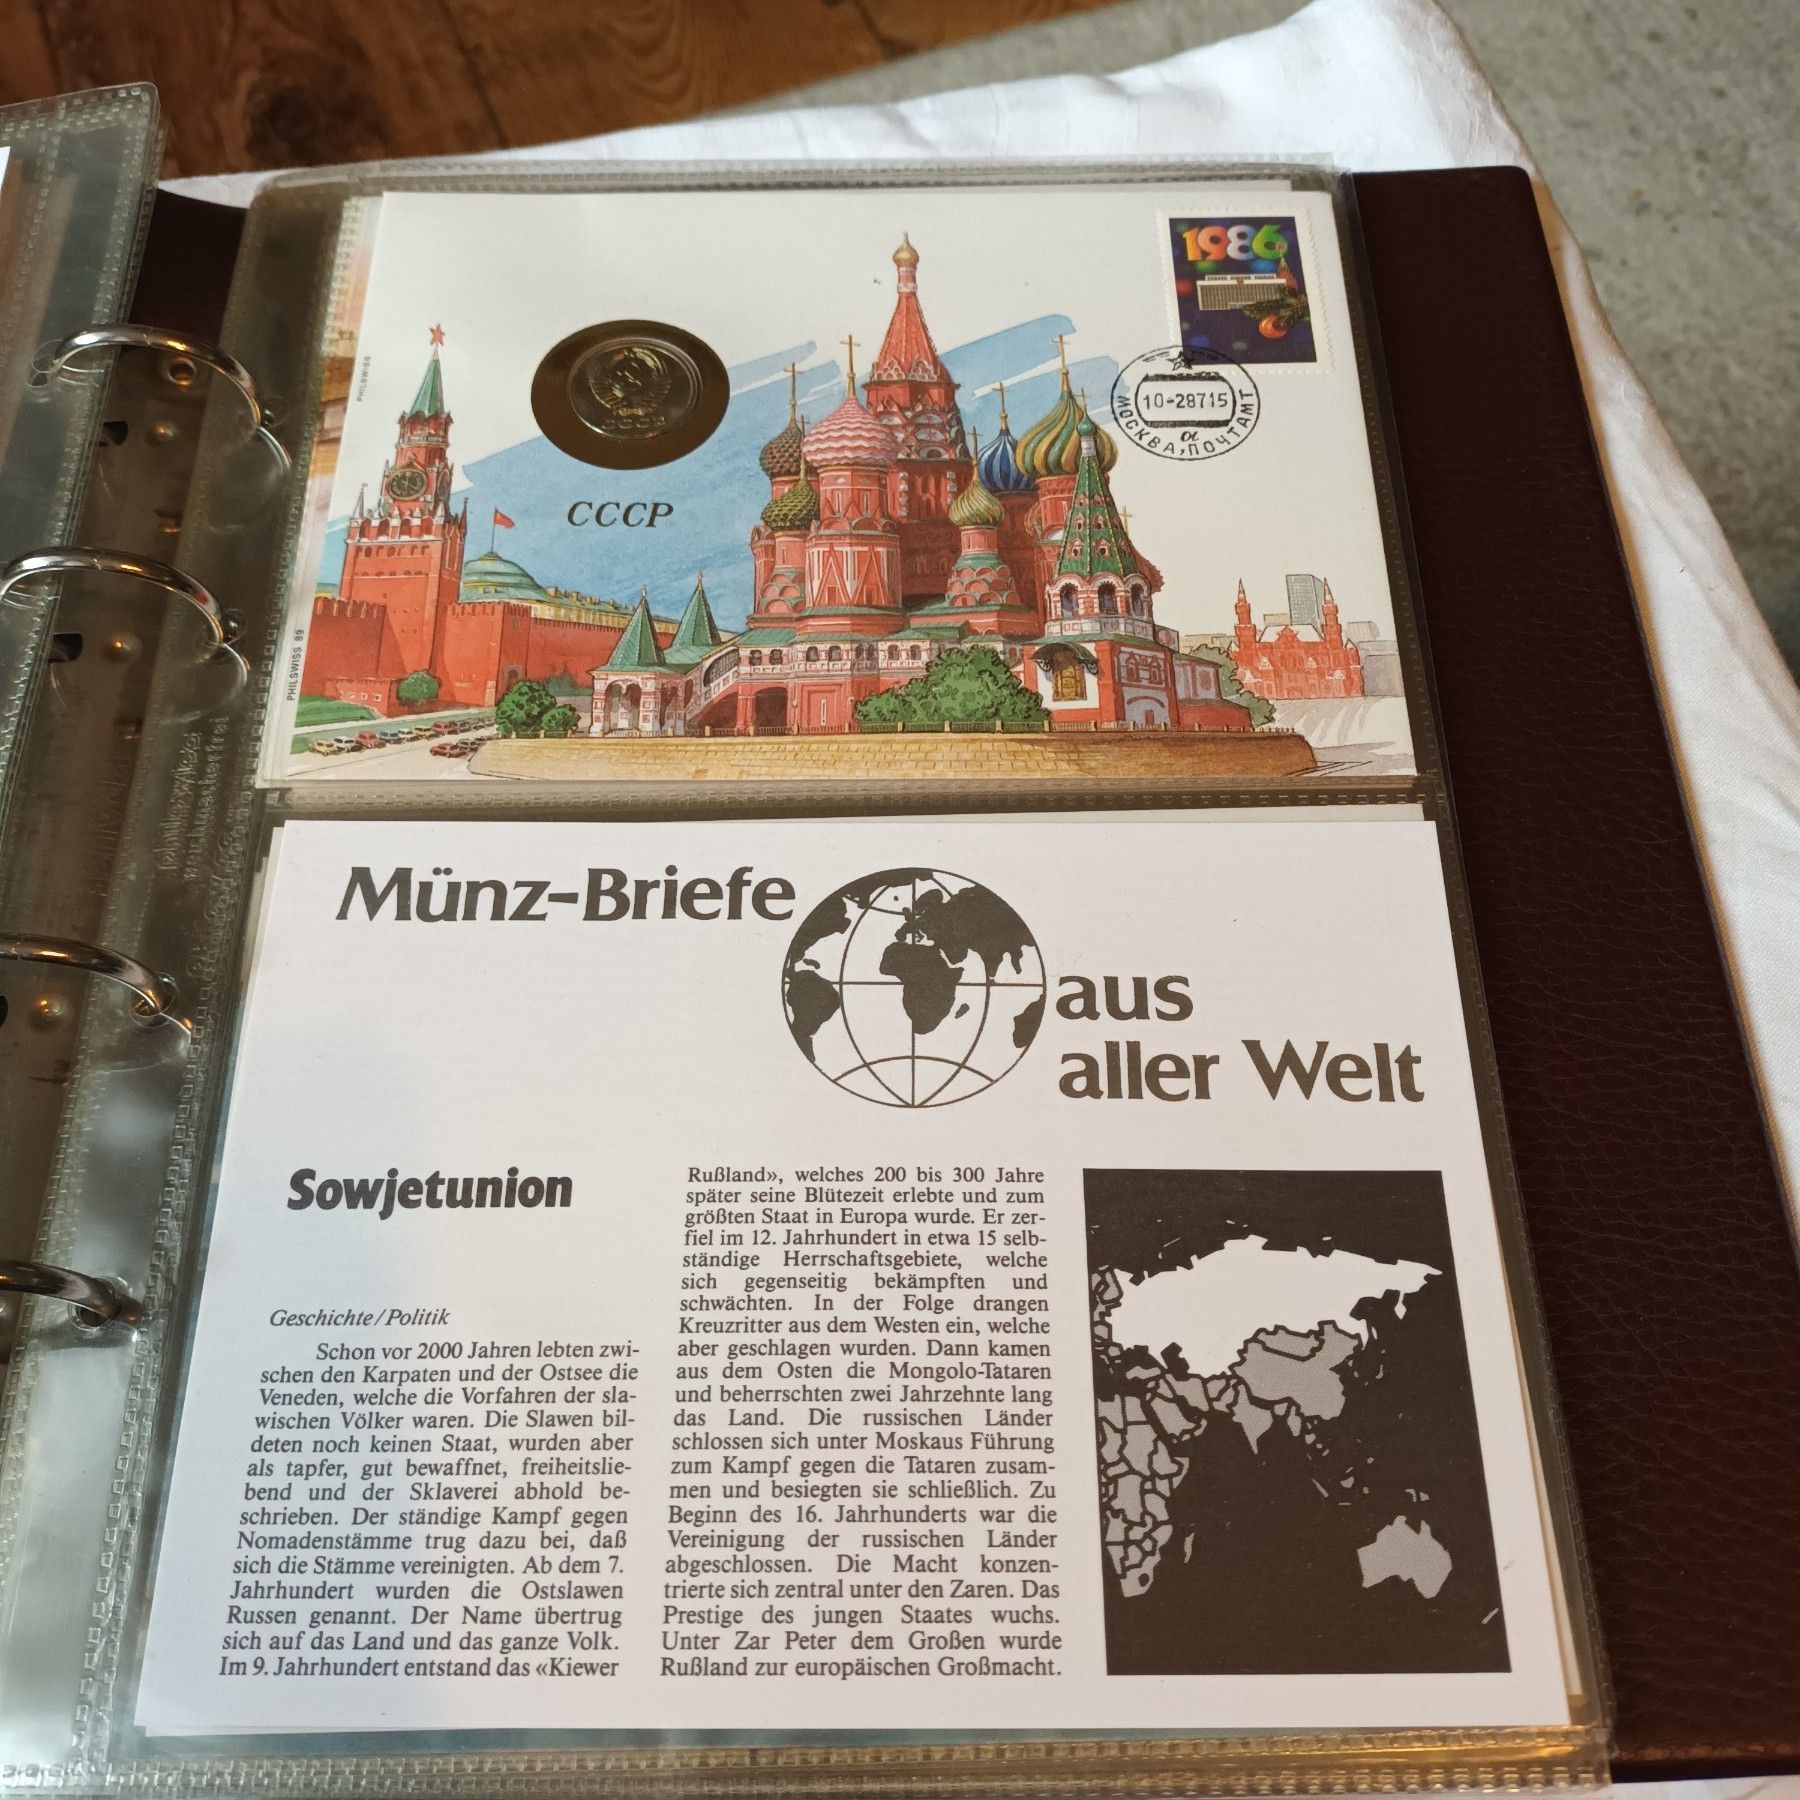 1986
10-2-87 15
МОСКВА, ПОЧТАМТ
СССР
CCCP
PHILSWISS
PHILSWISS 89
Münz-Briefe
aus
aller Welt
Sowjetunion
Geschichte/Politik
Schon vor 2000 Jahren lebten zwi-
schen den Karpaten und der Ostsee die
Veneden, welche die Vorfahren der sla-
wischen Völker waren. Die Slawen bil-
deten noch keinen Staat, wurden aber
als tapfer, gut bewaffnet, freiheitslie-
bend und der Sklaverei abhold be-
schrieben. Der ständige Kampf gegen
Nomadenstämme trug dazu bei, daß
sich die Stämme vereinigten. Ab dem 7.
Jahrhundert wurden die Ostslawen
Russen genannt. Der Name übertrug
sich auf das Land und das ganze Volk.
Im 9. Jahrhundert entstand das «Kiewer
Rußland», welches 200 bis 300 Jahre
später seine Blütezeit erlebte und zum
größten Staat in Europa wurde. Er zer-
fiel im 12. Jahrhundert in etwa 15 selb-
ständige Herrschaftsgebiete, welche
sich gegenseitig bekämpften und
schwächten. In der Folge drangen
Kreuzritter aus dem Westen ein, welche
aber geschlagen wurden. Dann kamen
aus dem Osten die Mongolo-Tataren
und beherrschten zwei Jahrzehnte lang
das Land. Die russischen Länder
schlossen sich unter Moskaus Führung
zum Kampf gegen die Tataren zusam-
men und besiegten sie schließlich. Zu
Beginn des 16. Jahrhunderts war die
Vereinigung der russischen Länder
abgeschlossen. Die Macht konzen-
trierte sich zentral unter den Zaren. Das
Prestige des jungen Staates wuchs.
Unter Zar Peter dem Großen wurde
Rußland zur europäischen Großmacht.